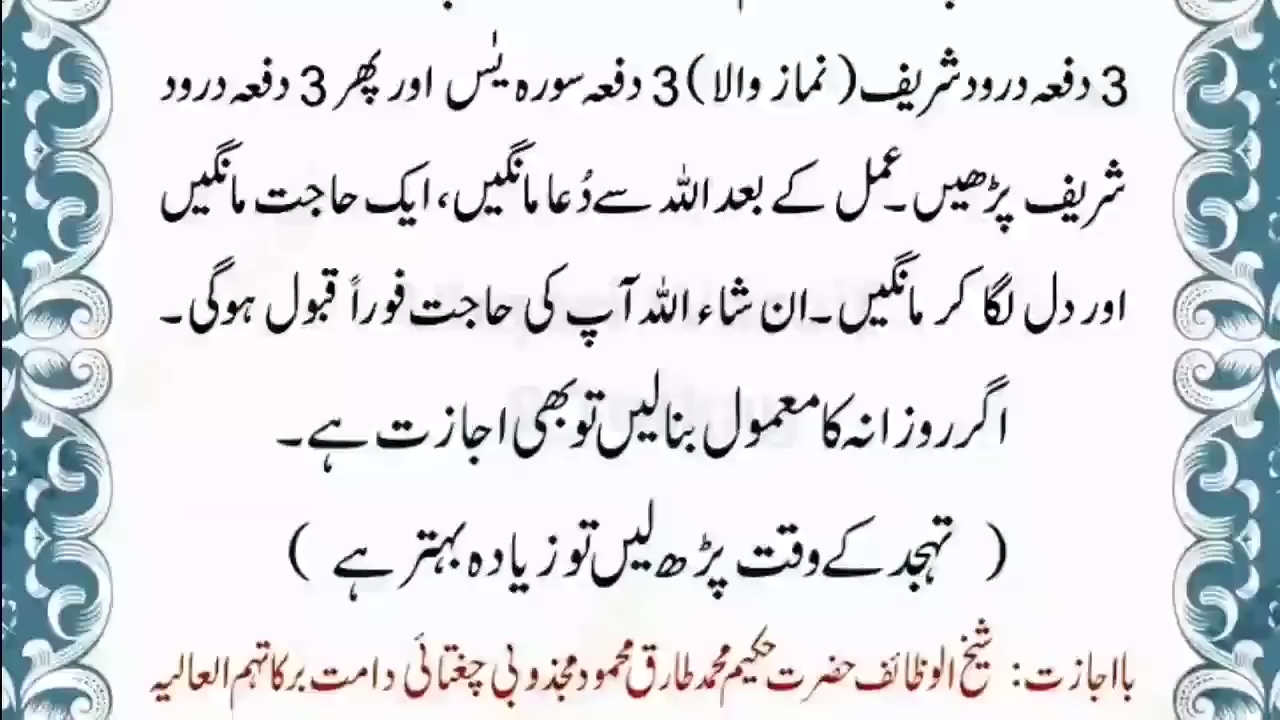 3 دفعہ درود شریف (نماز والا) 3 دفعہ سورہ یٰس اور پھر 3 دفعہ درود
شریف پڑھیں۔ عمل کے بعد اللہ سے دُعا مانگیں، ایک حاجت مانگیں
اور دل لگا کر مانگیں۔ ان شاء اللہ آپ کی حاجت فوراً قبول ہوگی۔
اگر روزانہ کا معمول بنالیں تو بھی اجازت ہے۔
( تہجد کے وقت پڑھ لیں تو زیادہ بہتر ہے )
بااجازت: شیخ الوظائف حضرت حکیم محمد طارق محمود مجذوبی چغتائی دامت برکاتہم العالیہ